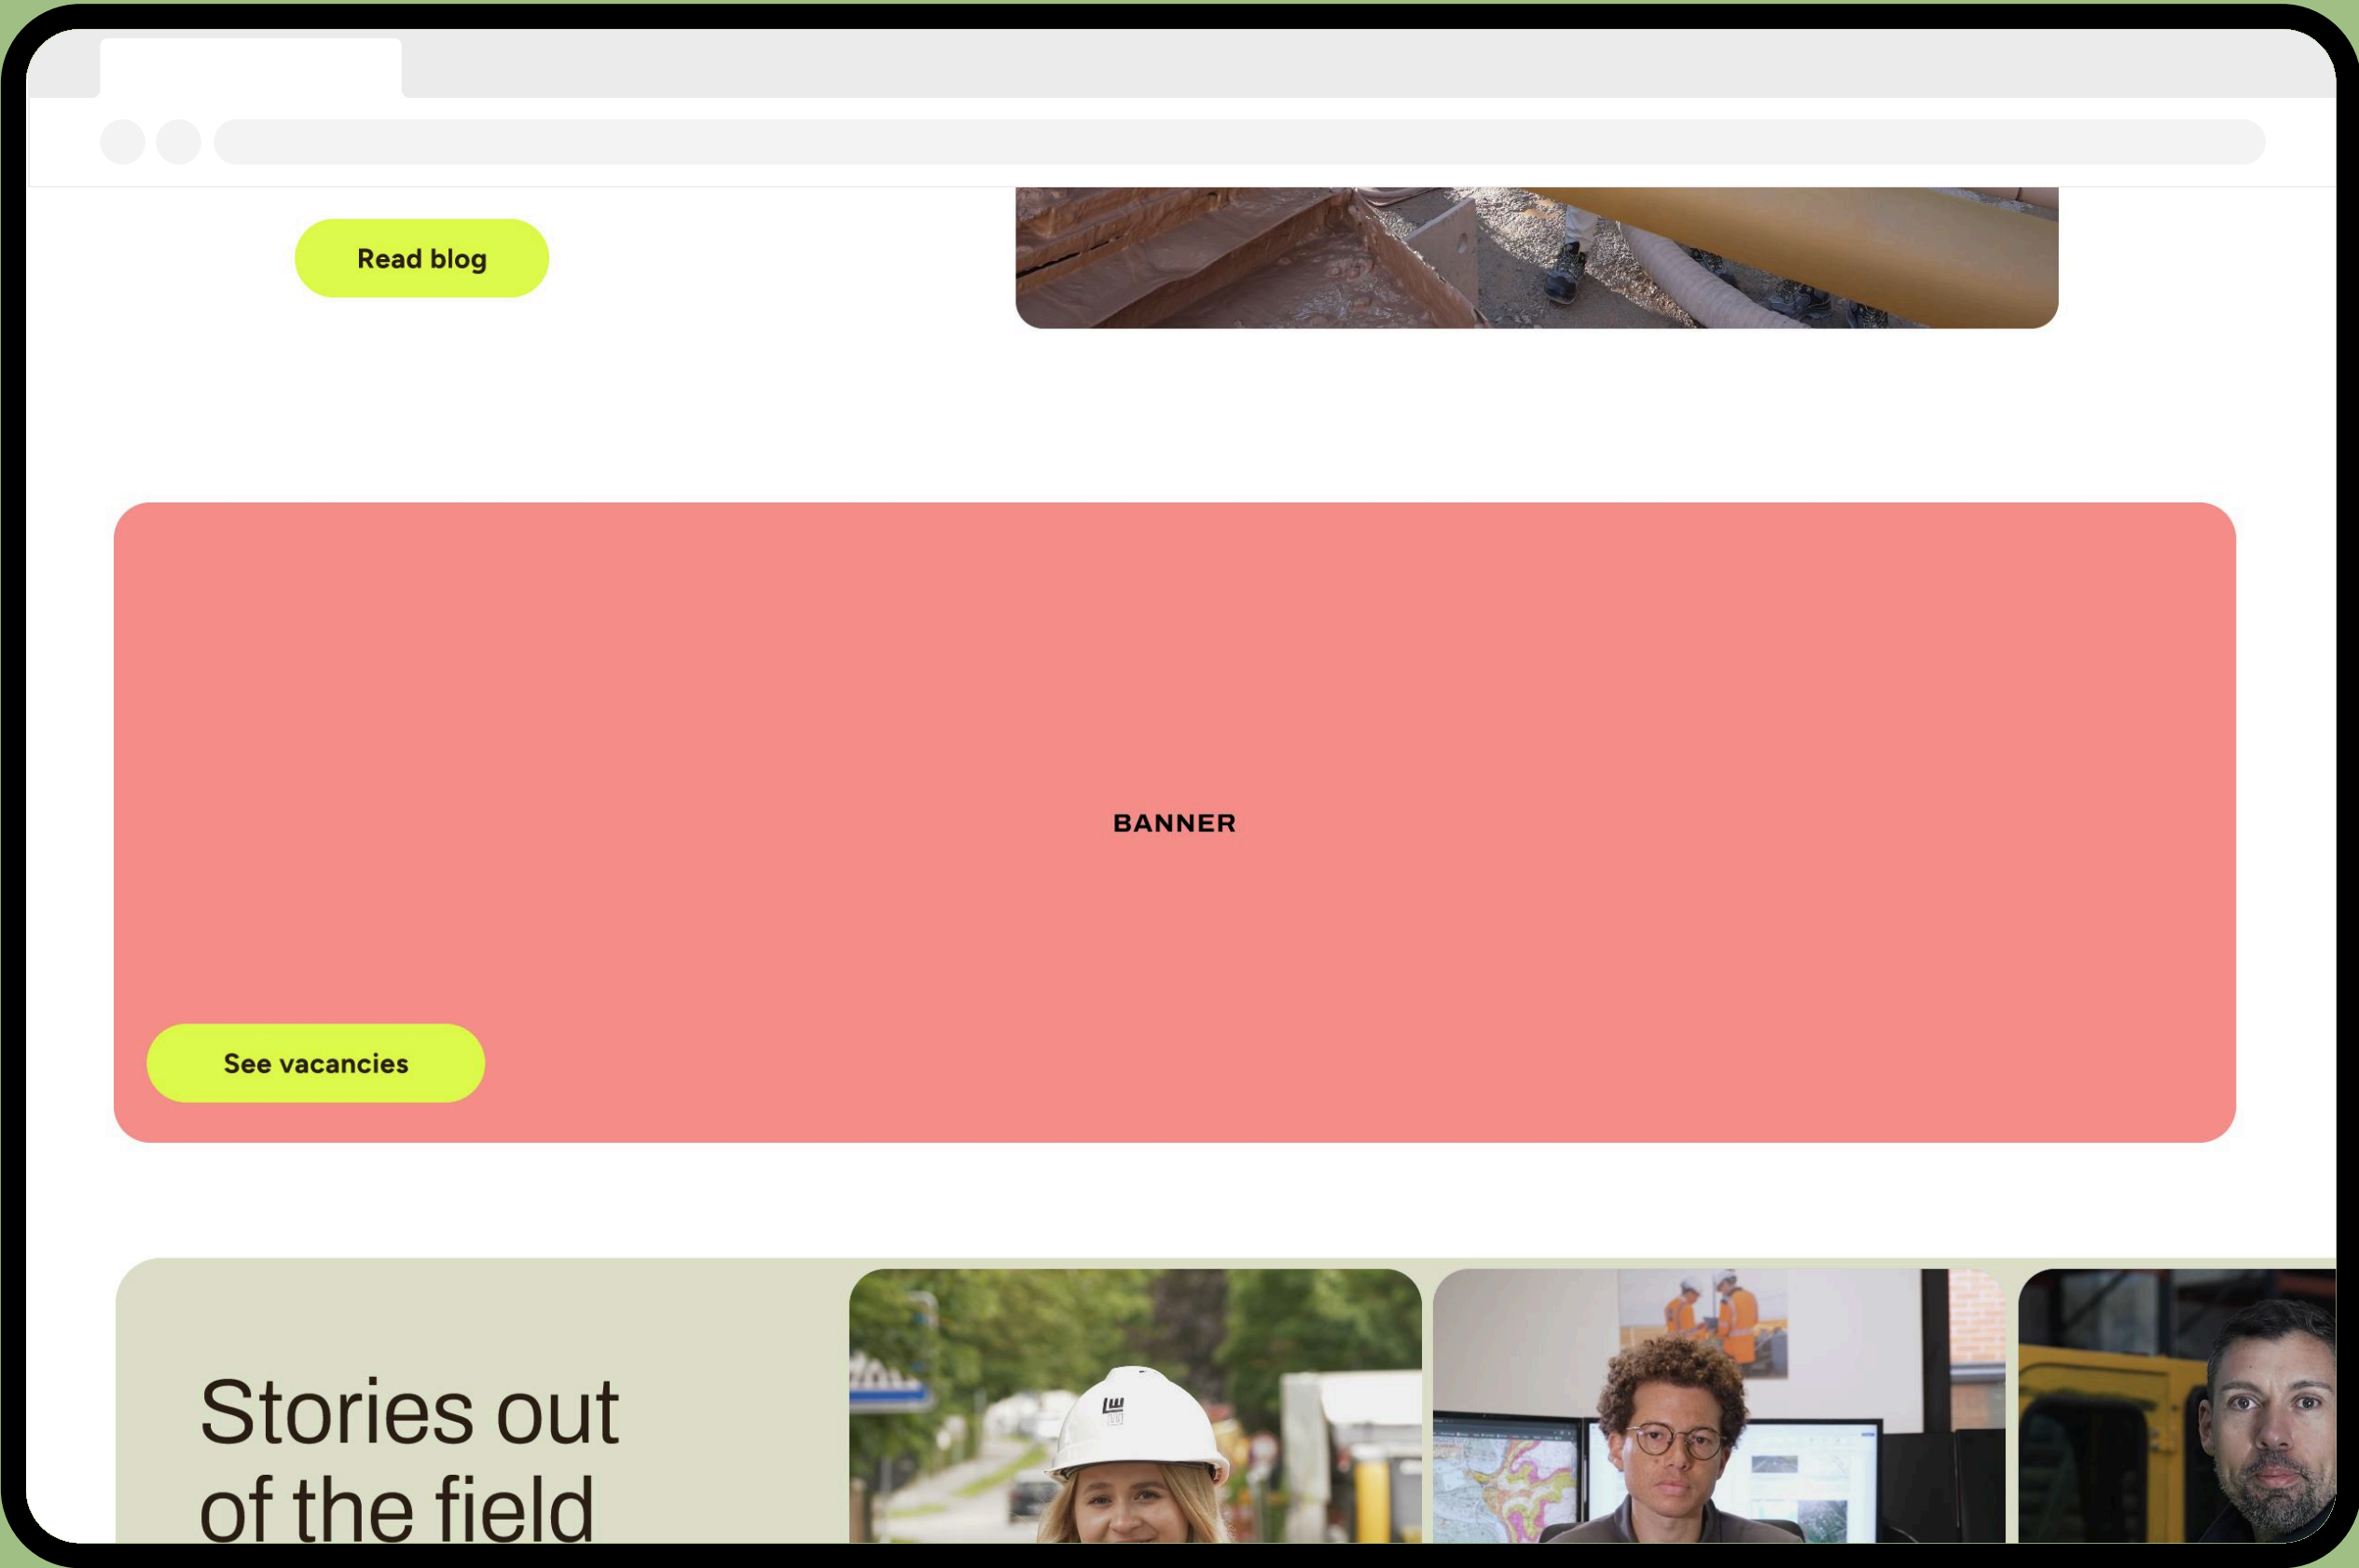 Read blog
BANNER
See vacancies
Stories out
of the field